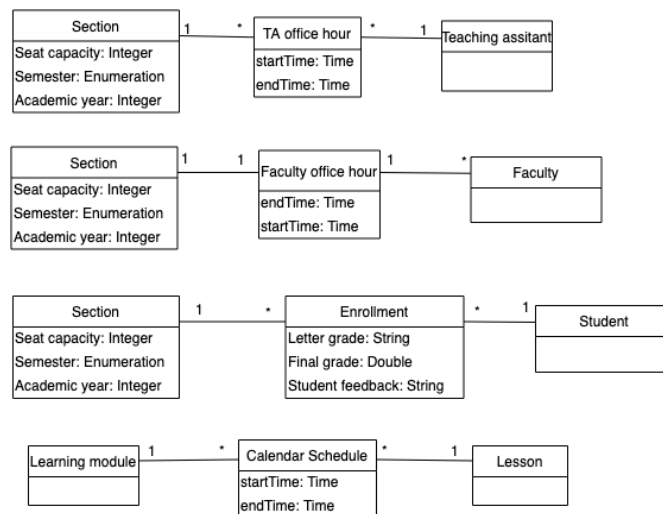 Section
1
*
TA office hour
*
1
Teaching assitant
Seat capacity: Integer
Semester: Enumeration
Academic year: Integer
startTime: Time
endTime: Time
Section
1
1
Faculty office hour
1
*
Faculty
Seat capacity: Integer
Semester: Enumeration
Academic year: Integer
endTime: Time
startTime: Time
Section
1
*
Enrollment
*
1
Student
Seat capacity: Integer
Semester: Enumeration
Academic year: Integer
Letter grade: String
Final grade: Double
Student feedback: String
Learning module
1
*
Calendar Schedule
*
1
Lesson
startTime: Time
endTime: Time